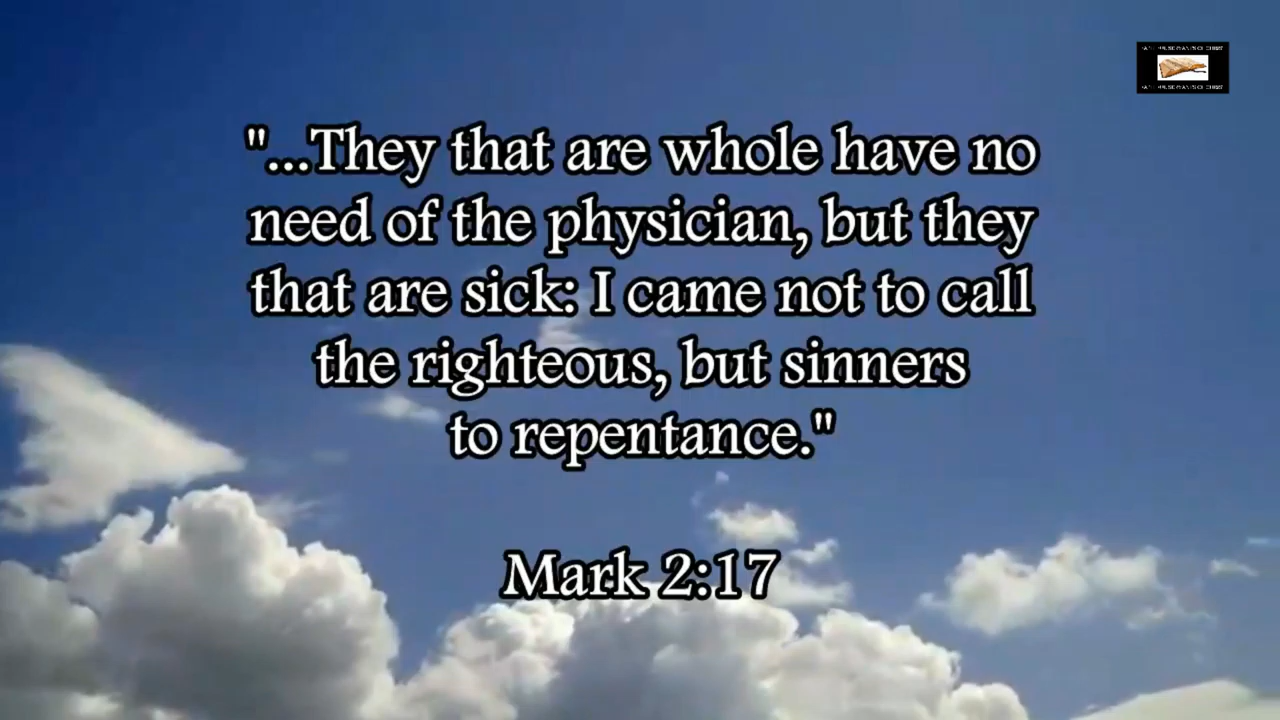 "...They that are whole have no
need of the physician, but they
that are sick: I came not to call
the righteous, but sinners
to repentance."
Mark 2:17